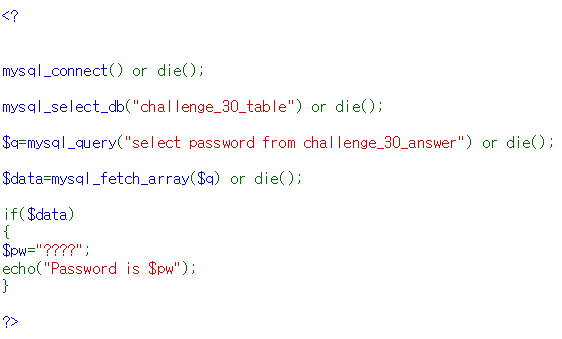 <?
mysql_connect() or die();
mysql_select_db("challenge_30_table") or die();
$q=mysql_query("select password from challenge_30_answer") or die();
$data=mysql_fetch_array($q) or die();
if($data)
{
$pw="????";
echo("Password is $pw");
}
?>